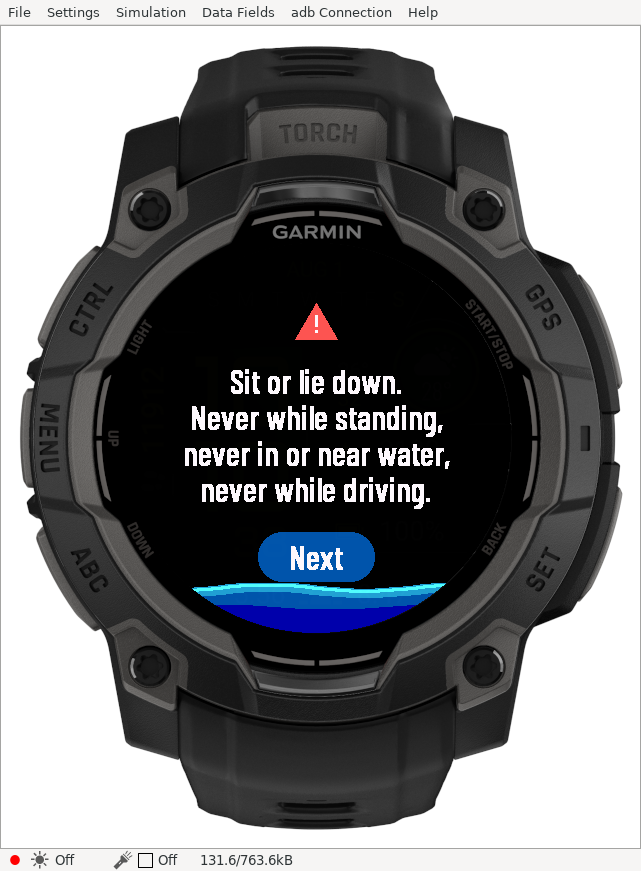 File Settings Simulation Data Fields adb Connection Help
TORCH
GARMIN
CTRL
LIGHT
START/STOP
GPS
!
Sit or lie down.
Never while standing,
never in or near water,
never while driving.
MENU
UP
Next
DOWN
BACK
ABC
SET
Off Off 131.6/763.6kB